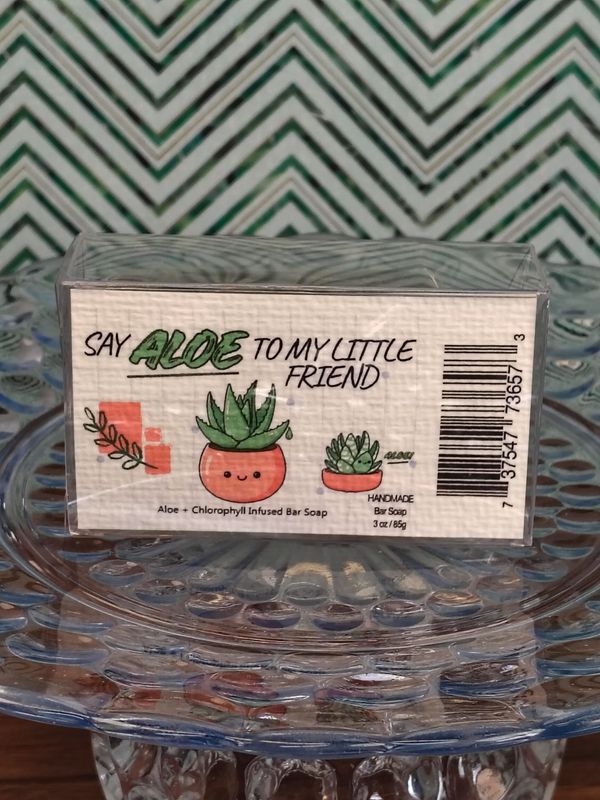 SAY ALOE TO MY LITTLE
FRIEND
ALOE!
Aloe + Chlorophyll Infused Bar Soap
HANDMADE
Bar Soap
3 oz / 85g
7 37547 73657 3